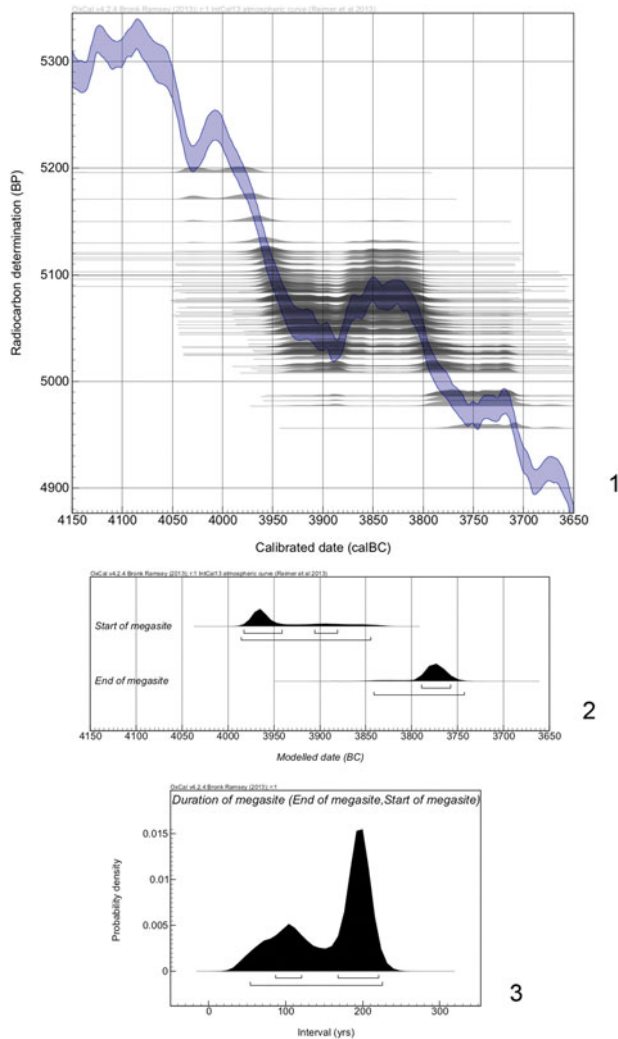 OxCal v4.2.4 Bronk Ramsey (2013); r:1 IntCal13 atmospheric curve (Reimer et al 2013)
Radiocarbon determination (BP)
5300
5200
5100
5000
4900
4150 4100 4050 4000 3950 3900 3850 3800 3750 3700 3650
Calibrated date (calBC)
1
OxCal v4.2.4 Bronk Ramsey (2013); r:1 IntCal13 atmospheric curve (Reimer et al 2013)
Start of megasite
End of megasite
4150 4100 4050 4000 3950 3900 3850 3800 3750 3700 3650
Modelled date (BC)
2
OxCal v4.2.4 Bronk Ramsey (2013); r:1
Duration of megasite (End of megasite,Start of megasite)
Probability density
0.015
0.01
0.005
0
0 100 200 300
Interval (yrs)
3